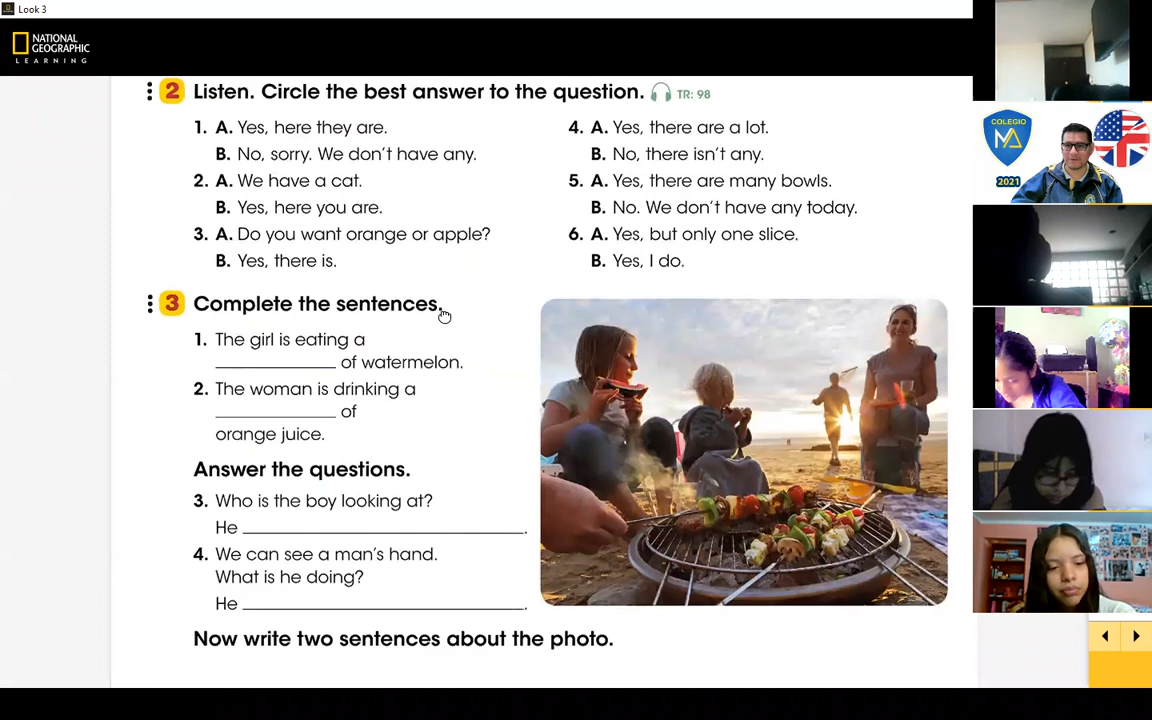 Look 3
NATIONAL
GEOGRAPHIC
LEARNING
2 Listen. Circle the best answer to the question. TR: 98
1. A. Yes, here they are.
B. No, sorry. We don't have any.
2. A. We have a cat.
B. Yes, here you are.
3. A. Do you want orange or apple?
B. Yes, there is.
4. A. Yes, there are a lot.
B. No, there isn't any.
5. A. Yes, there are many bowls.
B. No. We don't have any today.
6. A. Yes, but only one slice.
B. Yes, I do.
3 Complete the sentences.
1. The girl is eating a
____________ of watermelon.
2. The woman is drinking a
____________ of
orange juice.
Answer the questions.
3. Who is the boy looking at?
He ____________________________.
4. We can see a man's hand.
What is he doing?
He ____________________________.
Now write two sentences about the photo.
COLEGIO
MA
2021